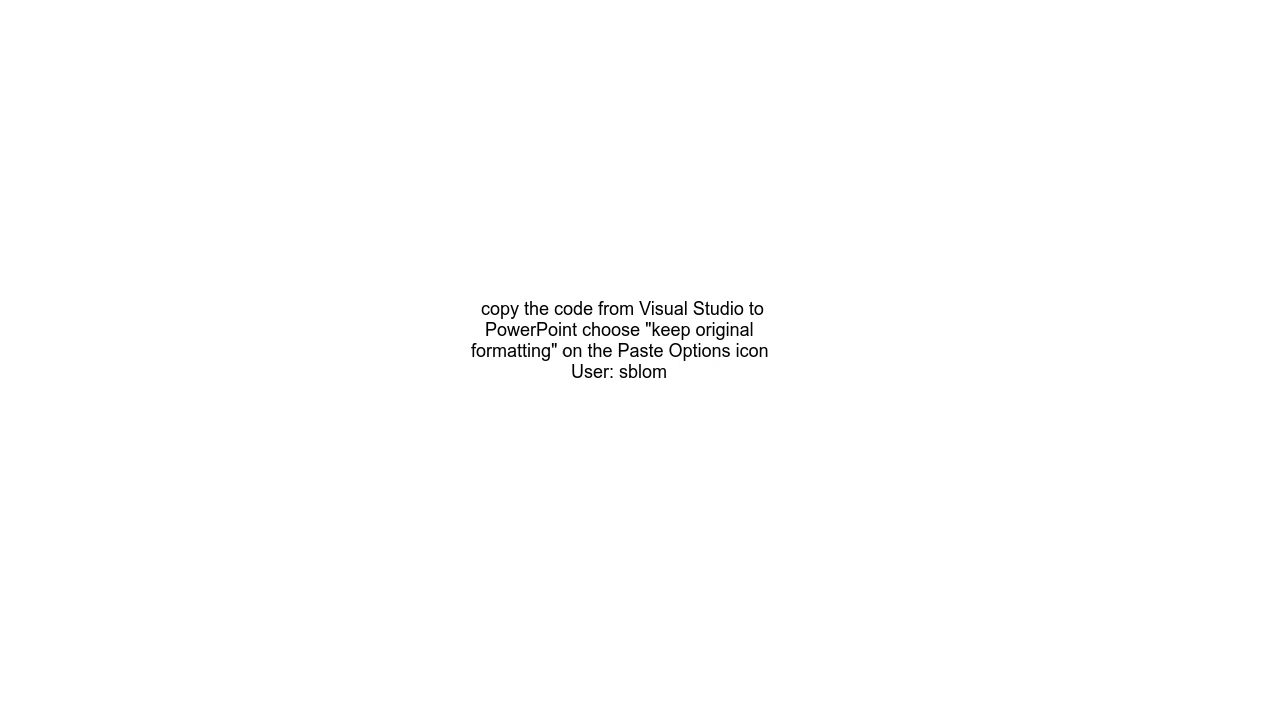 copy the code from Visual Studio to
PowerPoint choose "keep original
formatting" on the Paste Options icon
User: sblom